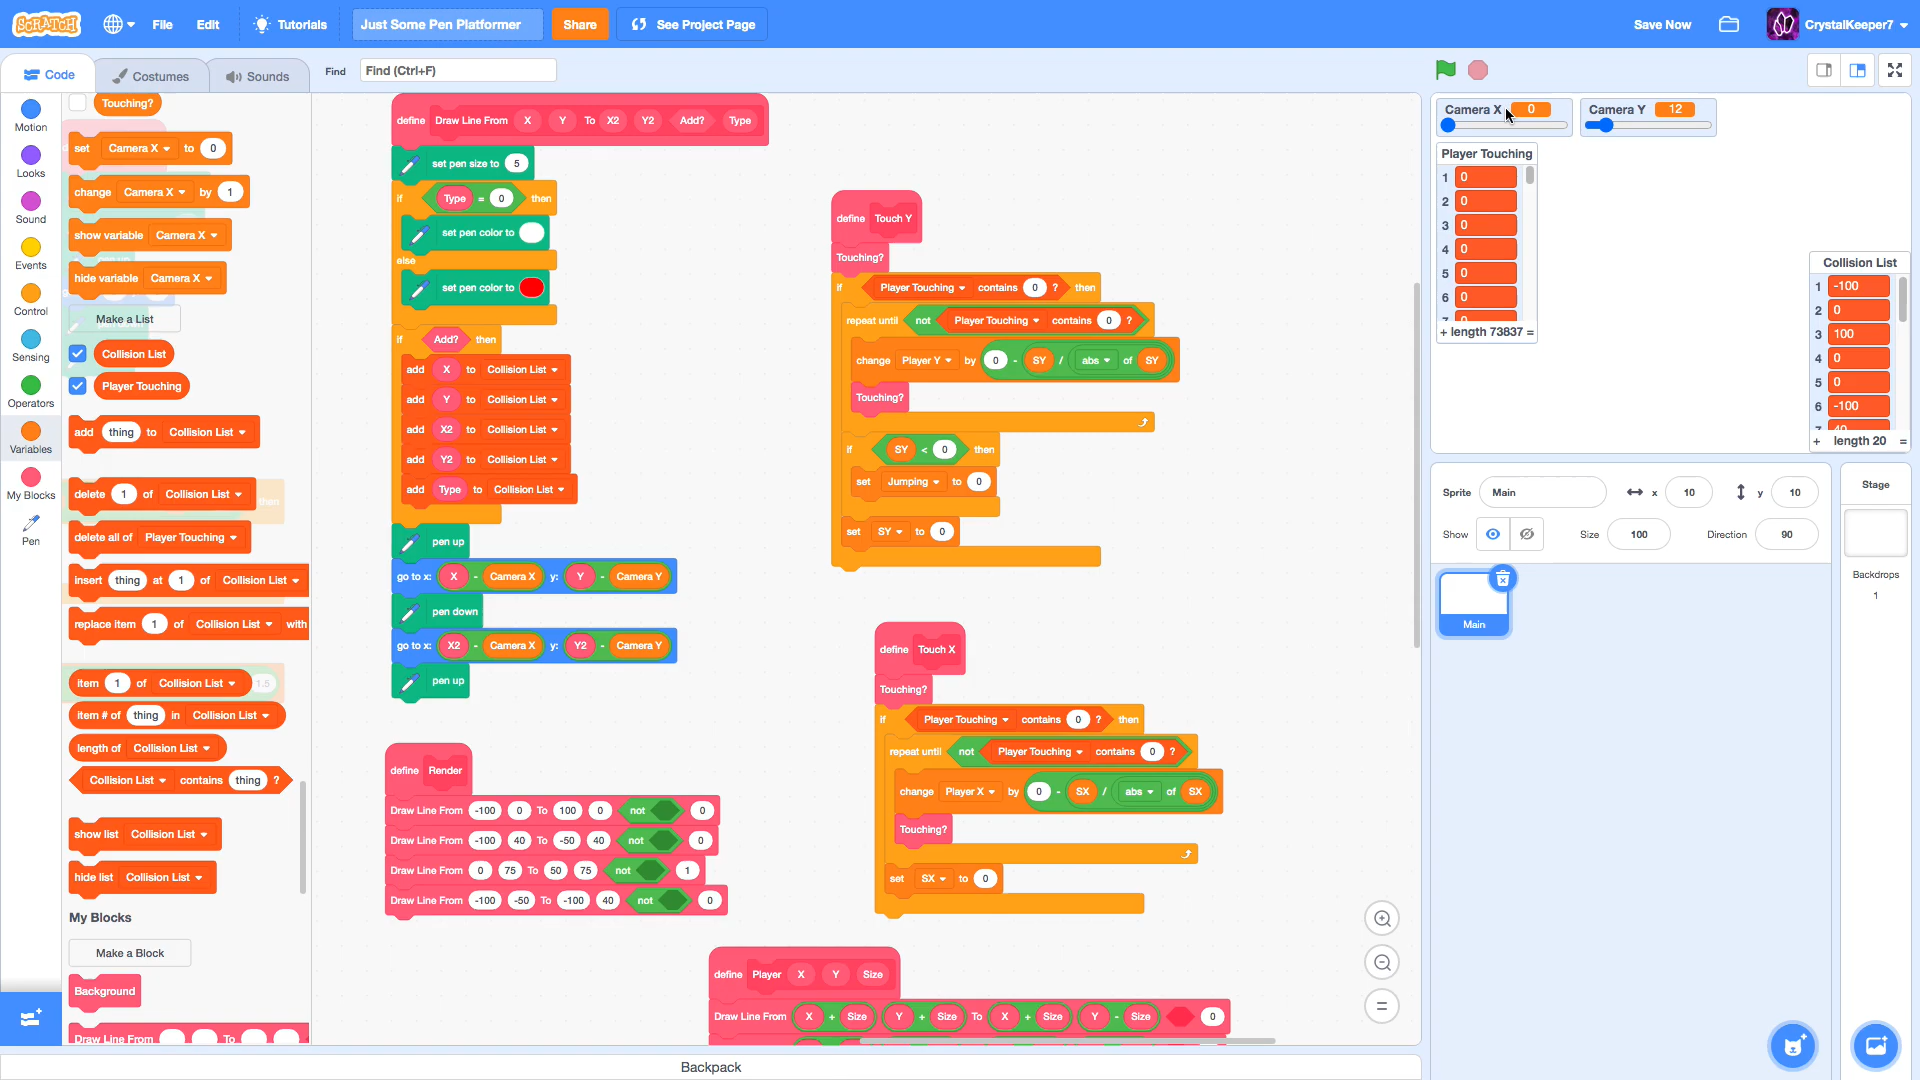 SCRATCH
File
Edit
Tutorials
Just Some Pen Platformer
Share
See Project Page
Save Now
CrystalKeeper7
Code
Costumes
Sounds
Find
Find (Ctrl+F)
Motion
Looks
Sound
Events
Control
Sensing
Operators
Variables
My Blocks
Pen
Touching?
set Camera X to 0
change Camera X by 1
show variable Camera X
hide variable Camera X
Make a List
Collision List
Player Touching
add thing to Collision List
delete 1 of Collision List
delete all of Player Touching
insert thing at 1 of Collision List
replace item 1 of Collision List with
item 1 of Collision List
item # of thing in Collision List
length of Collision List
Collision List contains thing ?
show list Collision List
hide list Collision List
My Blocks
Make a Block
Background
Draw Line From To
define Draw Line From X Y To X2 Y2 Add? Type
set pen size to 5
if Type = 0 then
set pen color to
else
set pen color to
if Add? then
add X to Collision List
add Y to Collision List
add X2 to Collision List
add Y2 to Collision List
add Type to Collision List
pen up
go to x: X - Camera X y: Y - Camera Y
pen down
go to x: X2 - Camera X y: Y2 - Camera Y
pen up
define Render
Draw Line From -100 0 To 100 0 not 0
Draw Line From -100 40 To -50 40 not 0
Draw Line From 0 75 To 50 75 not 1
Draw Line From -100 -50 To -100 40 not 0
define Touch Y
Touching?
if Player Touching contains 0 ? then
repeat until not Player Touching contains 0 ?
change Player Y by 0 - SY / abs of SY
Touching?
if SY < 0 then
set Jumping to 0
set SY to 0
define Touch X
Touching?
if Player Touching contains 0 ? then
repeat until not Player Touching contains 0 ?
change Player X by 0 - SX / abs of SX
Touching?
set SX to 0
define Player X Y Size
Draw Line From X + Size Y + Size To X + Size Y - Size 0
Backpack
Camera X 0
Camera Y 12
Player Touching
1 0
2 0
3 0
4 0
5 0
6 0
+ length 73837 =
Collision List
1 -100
2 0
3 100
4 0
5 0
6 -100
7 40
+ length 20 =
Sprite Main x 10 y 10
Show Size 100 Direction 90
Main
Stage
Backdrops
1